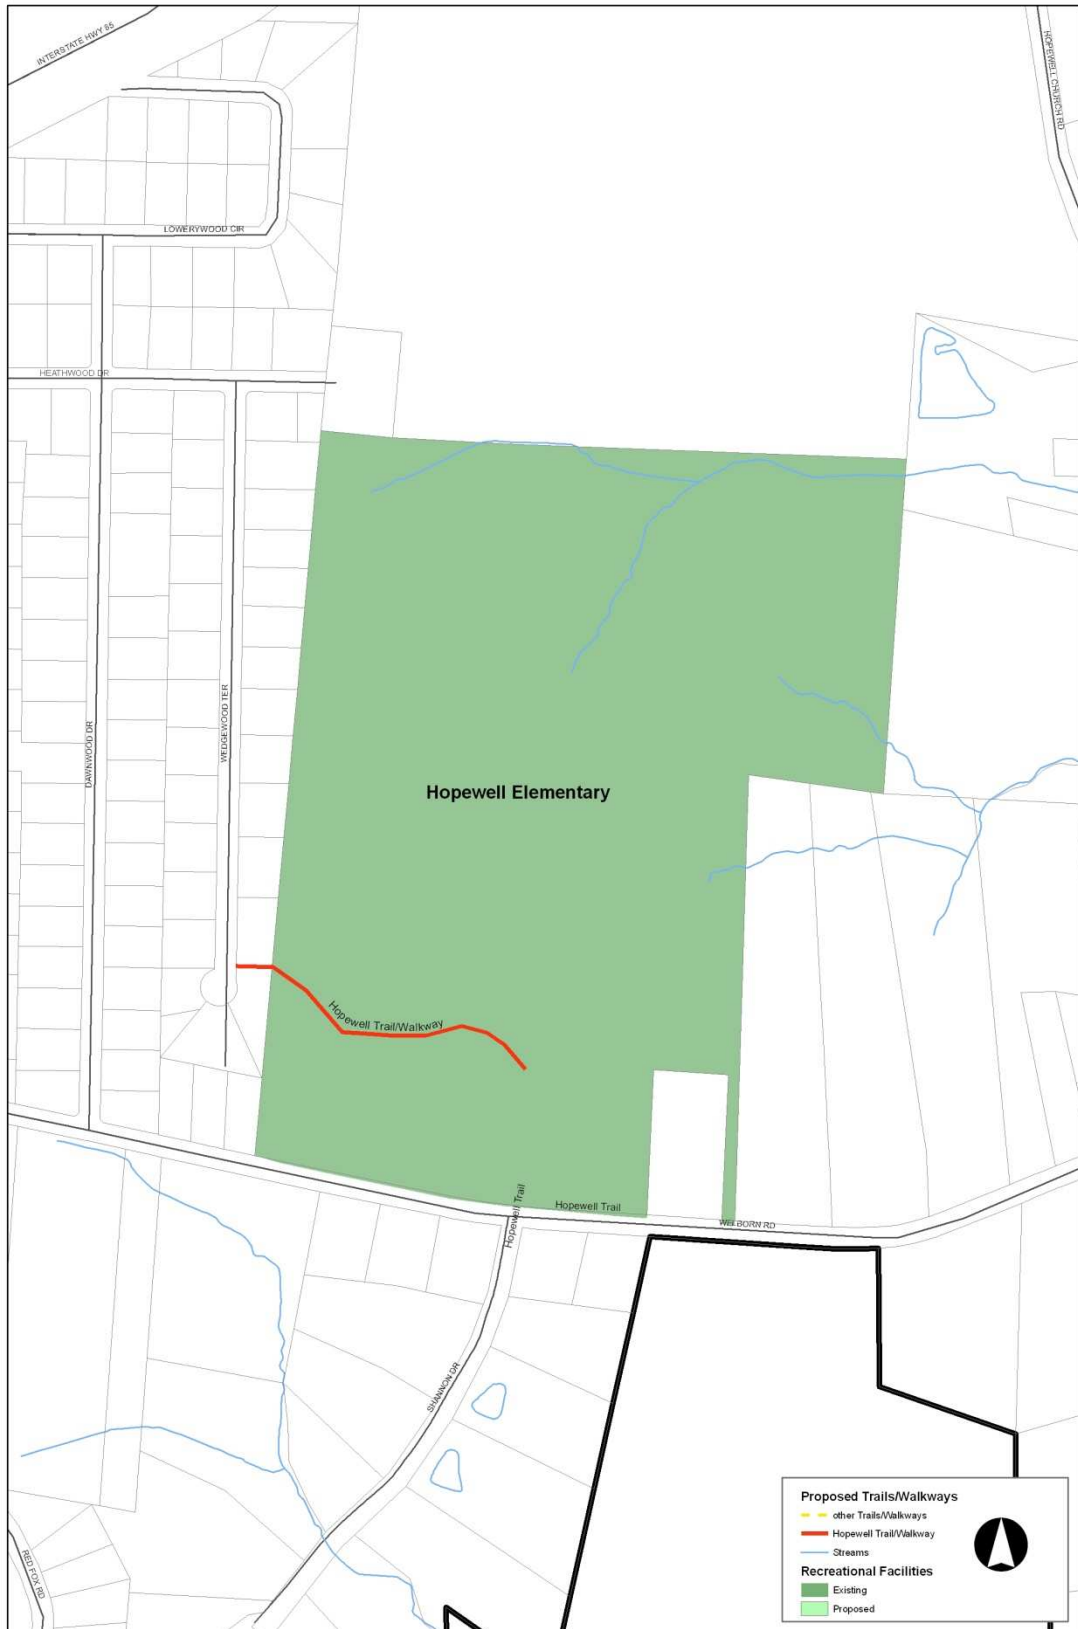 INTERSTATE HWY 85
HOPEWELL CHURCH RD
LOWERYWOOD CIR
HEATHWOOD DR
WEDGEWOOD TER
DAWNWOOD DR
Hopewell Elementary
Hopewell Trail/Walkway
Hopewell Trail
Hopewell Trail
WELBORN RD
SHANNON DR
RED FOX RD
Proposed Trails/Walkways
other Trails/Walkways
Hopewell Trail/Walkway
Streams
Recreational Facilities
Existing
Proposed